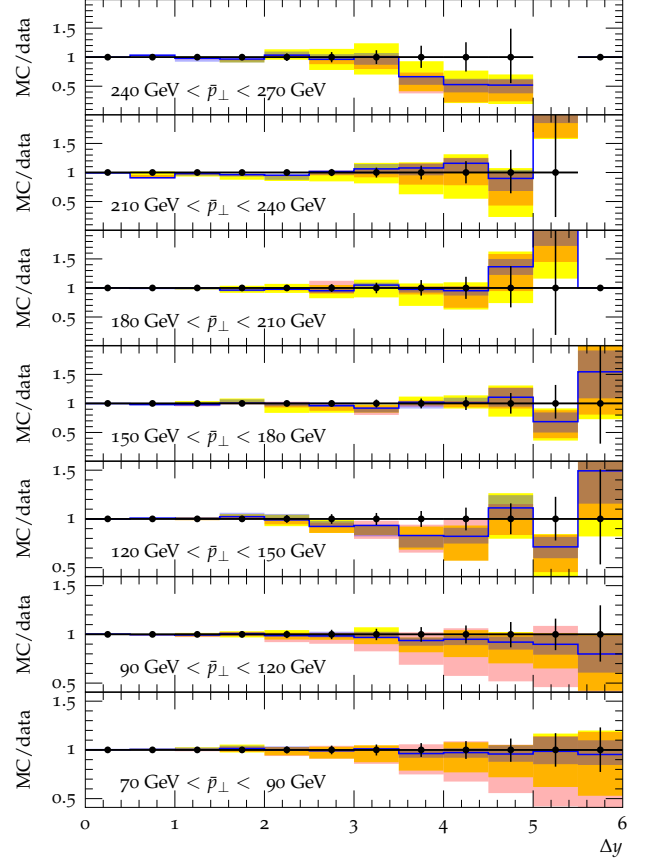 MC/data
1.5
1
0.5
240 GeV < p̄⊥ < 270 GeV
MC/data
1.5
1
0.5
210 GeV < p̄⊥ < 240 GeV
MC/data
1.5
1
0.5
180 GeV < p̄⊥ < 210 GeV
MC/data
1.5
1
0.5
150 GeV < p̄⊥ < 180 GeV
MC/data
1.5
1
0.5
120 GeV < p̄⊥ < 150 GeV
MC/data
1.5
1
0.5
90 GeV < p̄⊥ < 120 GeV
MC/data
1.5
1
0.5
70 GeV < p̄⊥ < 90 GeV
0 1 2 3 4 5 6
Δy